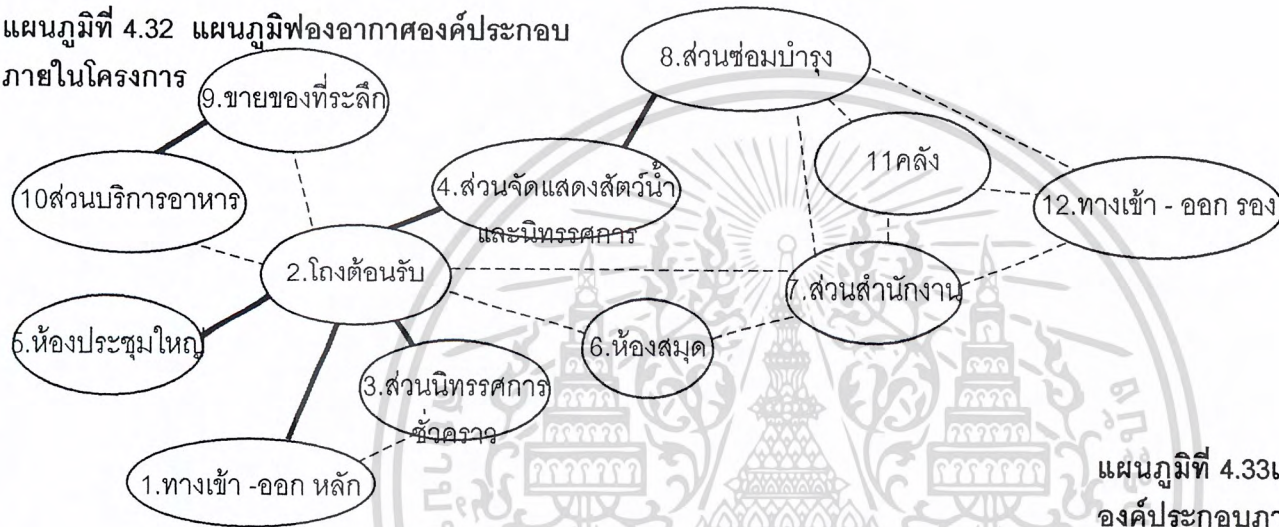 แผนภูมิที่ 4.32 แผนภูมิฟองอากาศองค์ประกอบ
ภายในโครงการ
8.ส่วนซ่อมบำรุง
9.ขายของที่ระลึก
11คลัง
10ส่วนบริการอาหาร
4.ส่วนจัดแสดงสัตว์น้ำ
และนิทรรศการ
12.ทางเข้า - ออก รอง
2.โถงต้อนรับ
7.ส่วนสำนักงาน
5.ห้องประชุมใหญ่
6.ห้องสมุด
3.ส่วนนิทรรศการ
ชั่วคราว
1.ทางเข้า -ออก หลัก
แผนภูมิที่ 4.33
องค์ประกอบภา